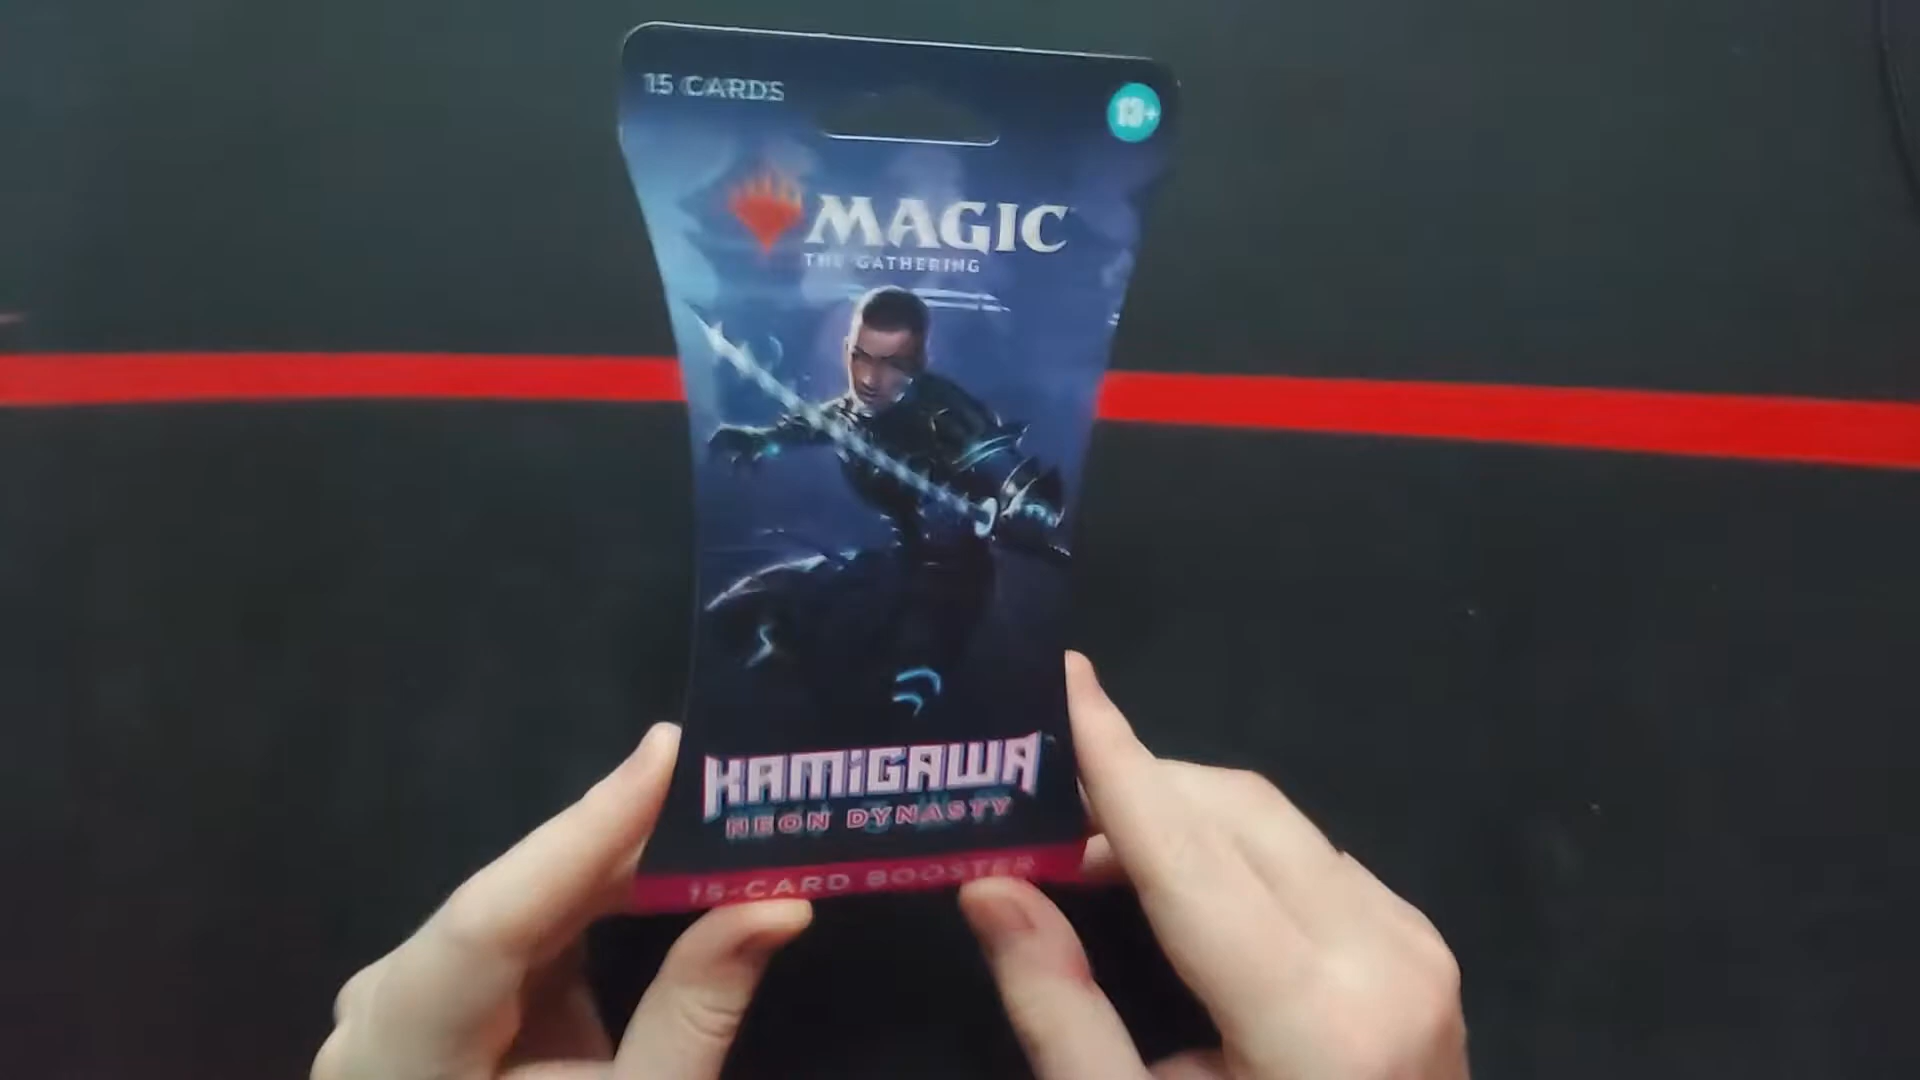 15 CARDS
13+
MAGIC
THE GATHERING
KAMIGAWA
NEON DYNASTY
15-CARD BOOSTER